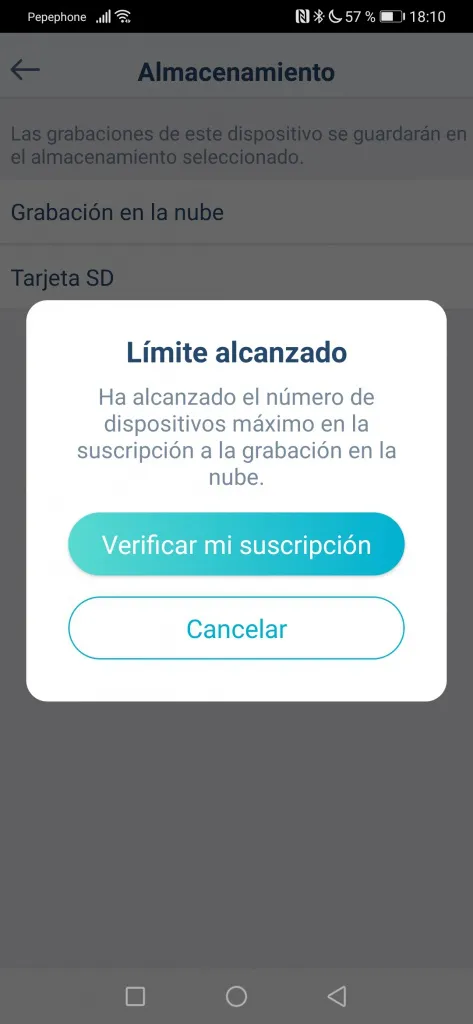 Pepephone 57 % 18:10
Almacenamiento
Las grabaciones de este dispositivo se guardarán en
el almacenamiento seleccionado.
Grabación en la nube
Tarjeta SD
Límite alcanzado
Ha alcanzado el número de
dispositivos máximo en la
suscripción a la grabación en la
nube.
Verificar mi suscripción
Cancelar